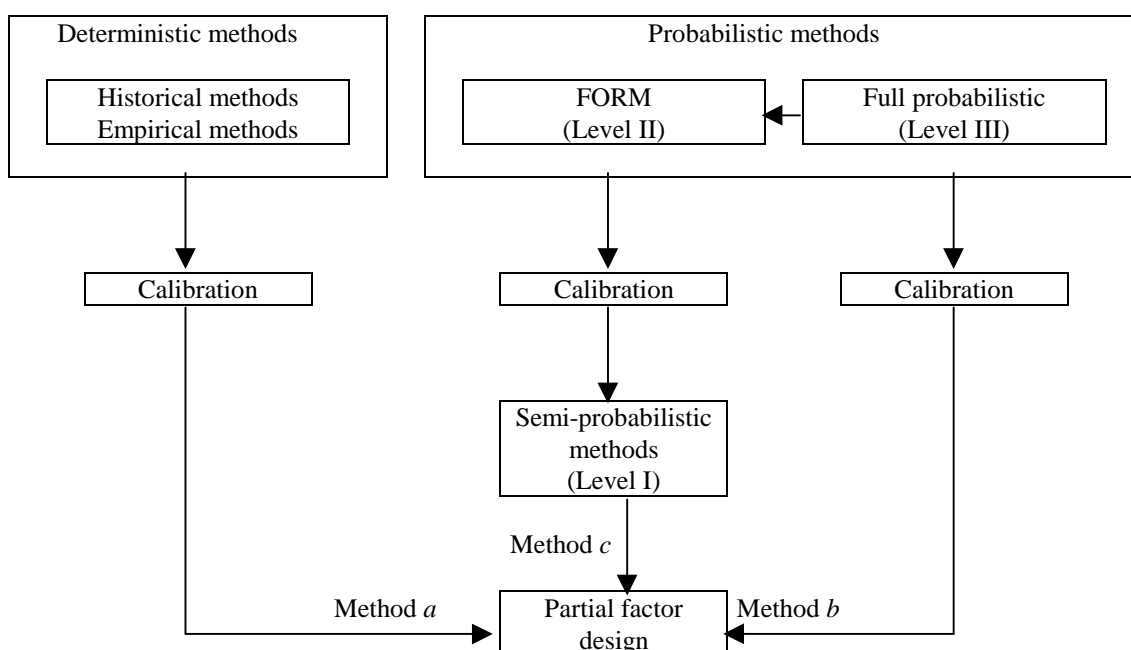 Deterministic methods
Probabilistic methods
Historical methods
Empirical methods
FORM
(Level II)
Full probabilistic
(Level III)
Calibration
Calibration
Calibration
Semi-probabilistic
methods
(Level I)
Method c
Method a
Partial factor
design
Method b